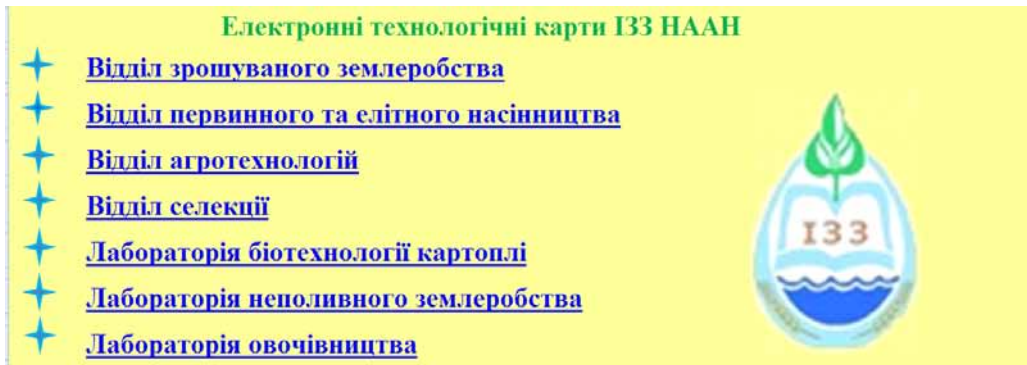 Електронні технологічні карти ІЗЗ НААН
Відділ зрошуваного землеробства
Відділ первинного та елітного насінництва
Відділ агротехнологій
Відділ селекції
Лабораторія біотехнології картоплі
Лабораторія неполивного землеробства
Лабораторія овочівництва
ІЗЗ